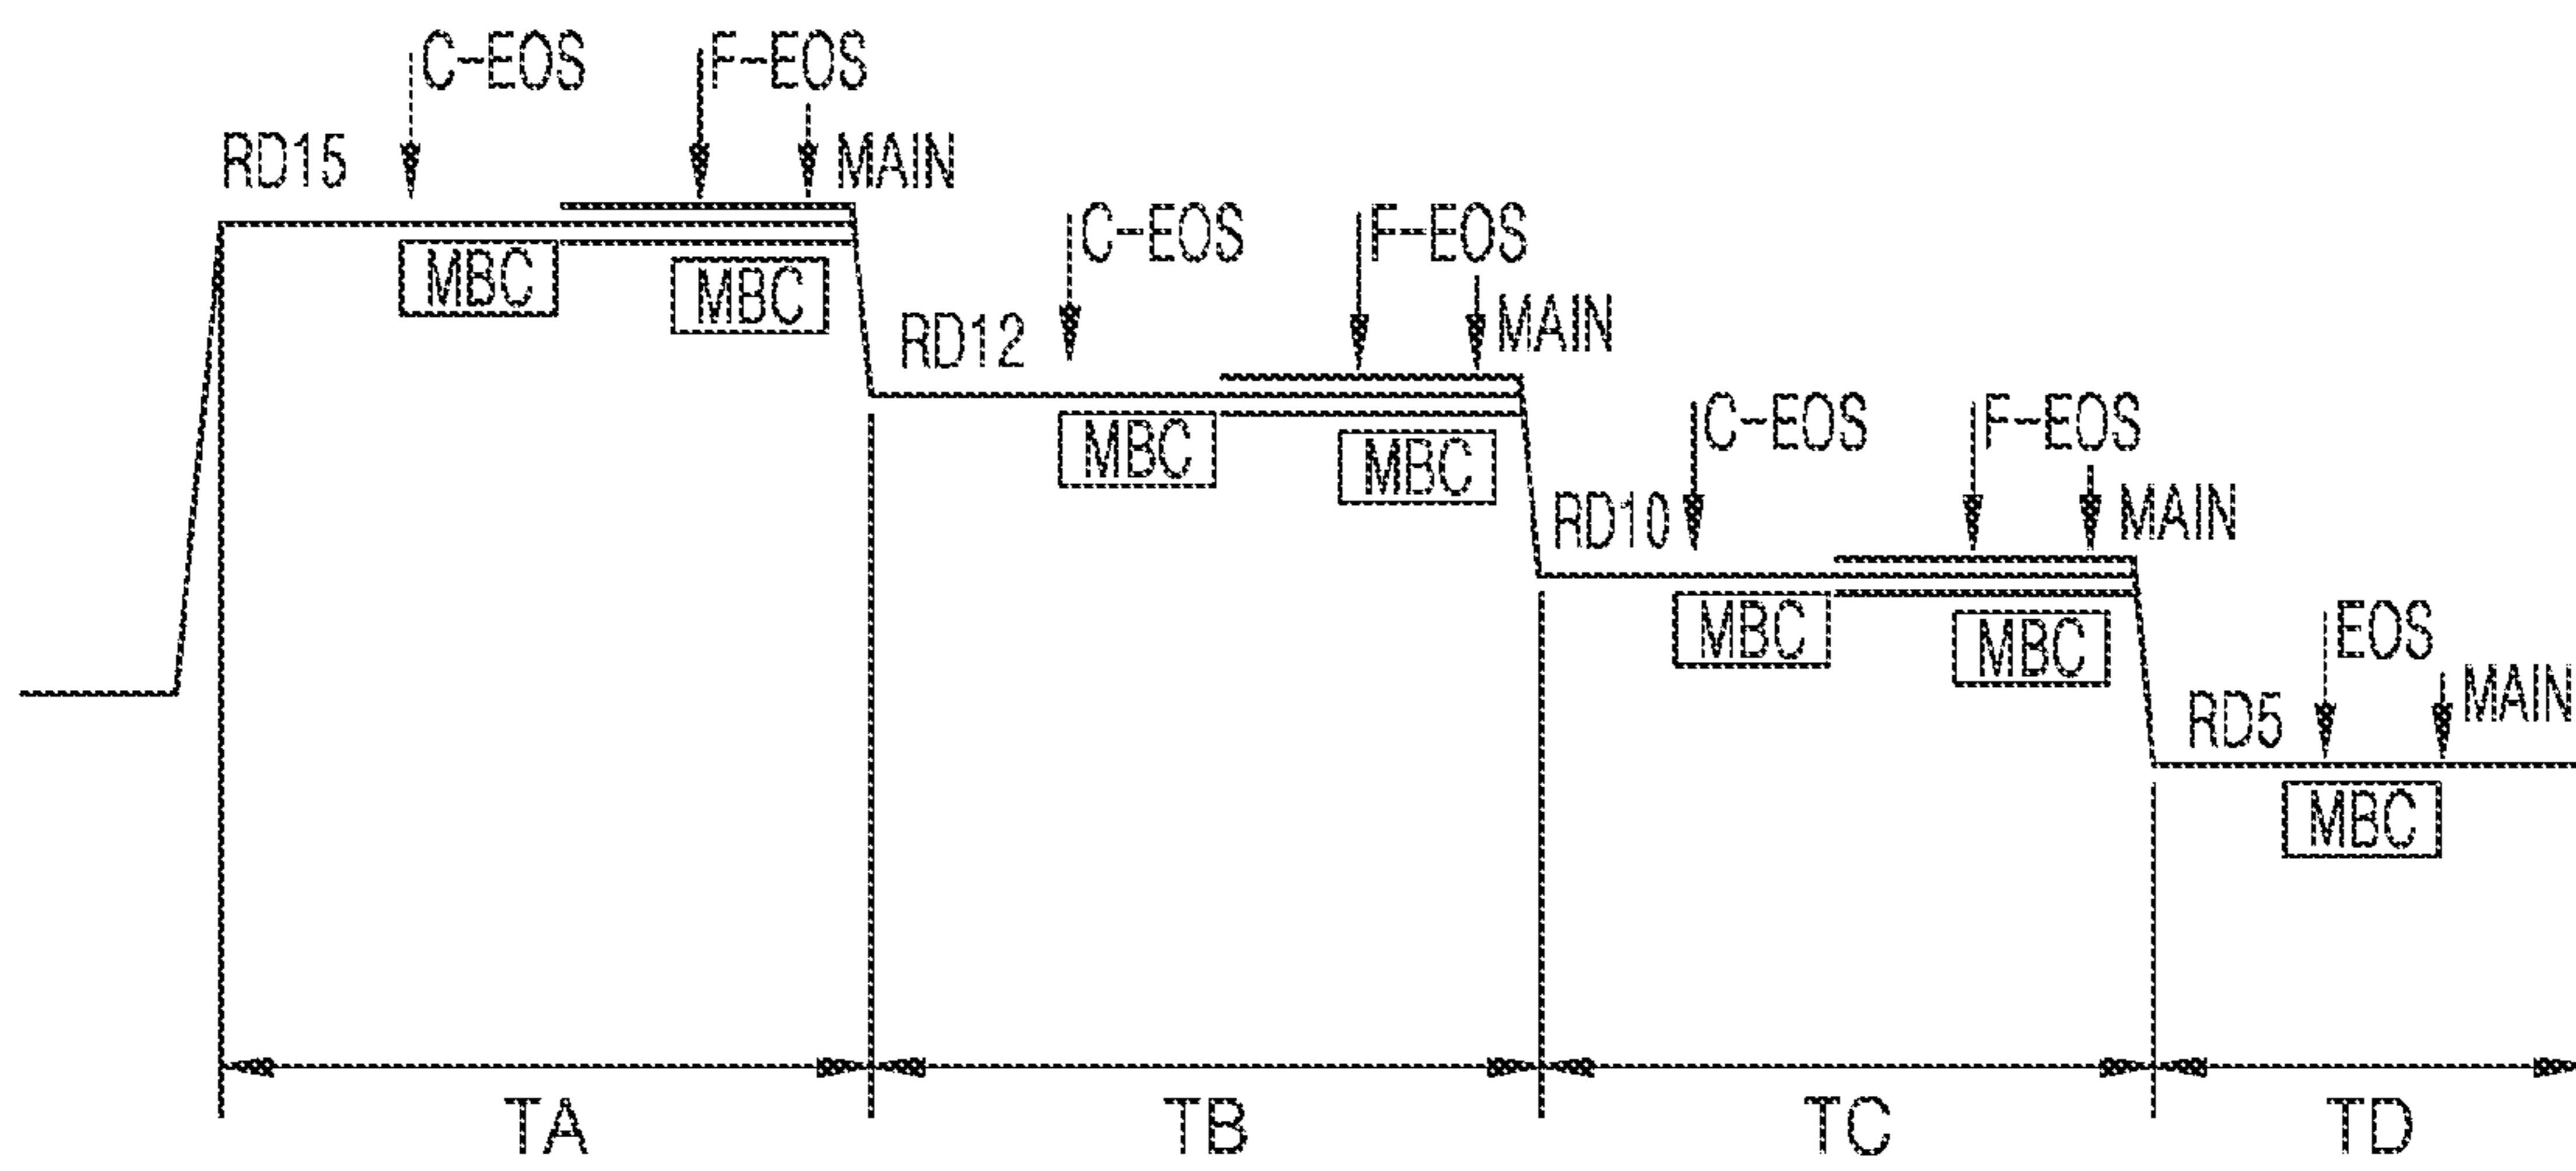 C-EOS
F-EOS
RD15
MAIN
MBC
MBC
C-EOS
F-EOS
RD12
MAIN
MBC
MBC
C-EOS
F-EOS
RD10
MAIN
MBC
MBC
EOS
RD5
MAIN
MBC
TA
TB
TC
TD